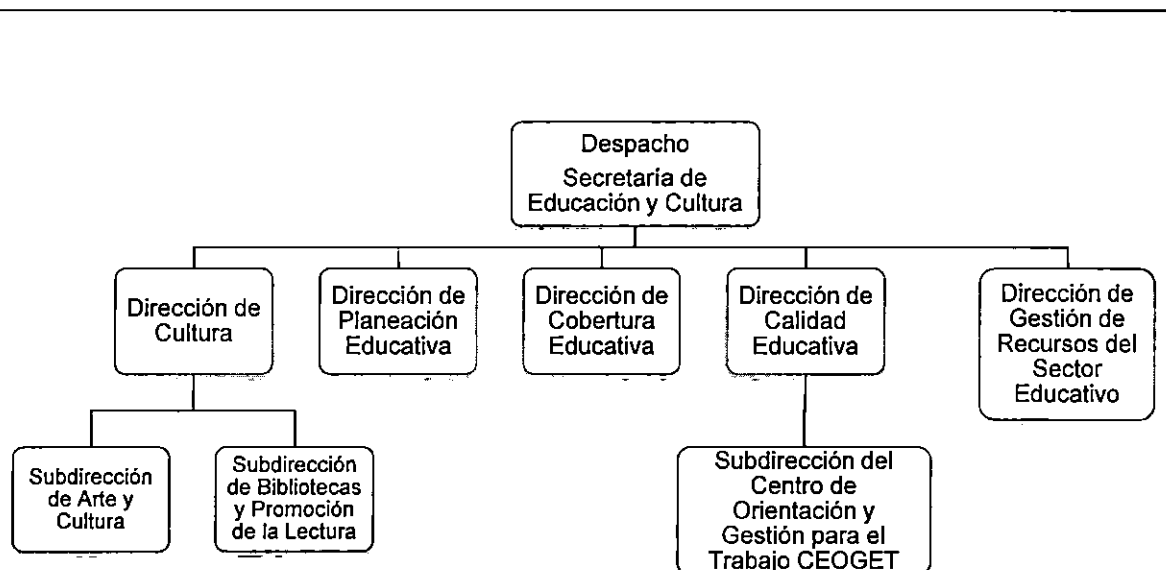 Despacho
Secretaría de
Educación y Cultura
Dirección de
Cultura
Dirección de
Planeación
Educativa
Dirección de
Cobertura
Educativa
Dirección de
Calidad
Educativa
Dirección de
Gestión de
Recursos del
Sector
Educativo
Subdirección
de Arte y
Cultura
Subdirección
de Bibliotecas
y Promoción
de la Lectura
Subdirección del
Centro de
Orientación y
Gestión para el
Trabajo CEOGET